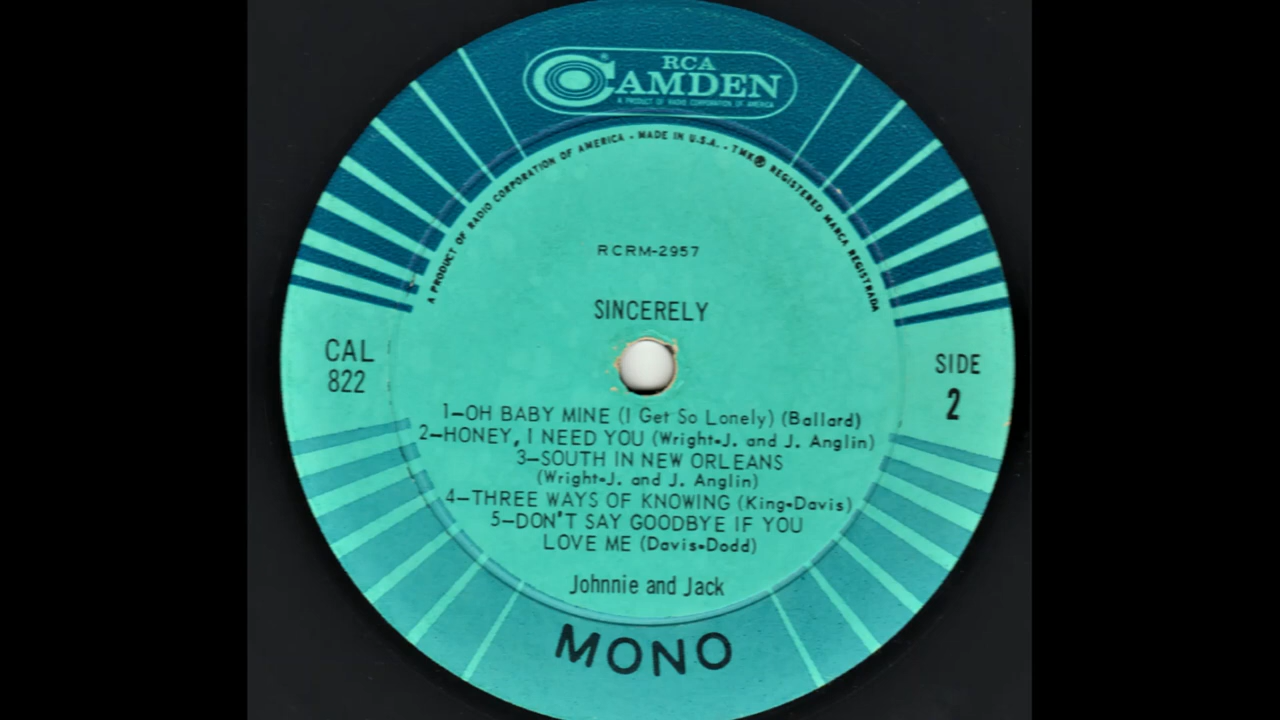 RCA
CAMDEN
A PRODUCT OF RADIO CORPORATION OF AMERICA
A PRODUCT OF RADIO CORPORATION OF AMERICA - MADE IN U.S.A. - TMK® REGISTERED MARCA REGISTRADA
RCRM-2957
SINCERELY
CAL
822
SIDE
2
1-OH BABY MINE (I Get So Lonely) (Ballard)
2-HONEY, I NEED YOU (Wright-J. and J. Anglin)
3-SOUTH IN NEW ORLEANS
(Wright-J. and J. Anglin)
4-THREE WAYS OF KNOWING (King-Davis)
5-DON'T SAY GOODBYE IF YOU
LOVE ME (Davis-Dodd)
Johnnie and Jack
MONO